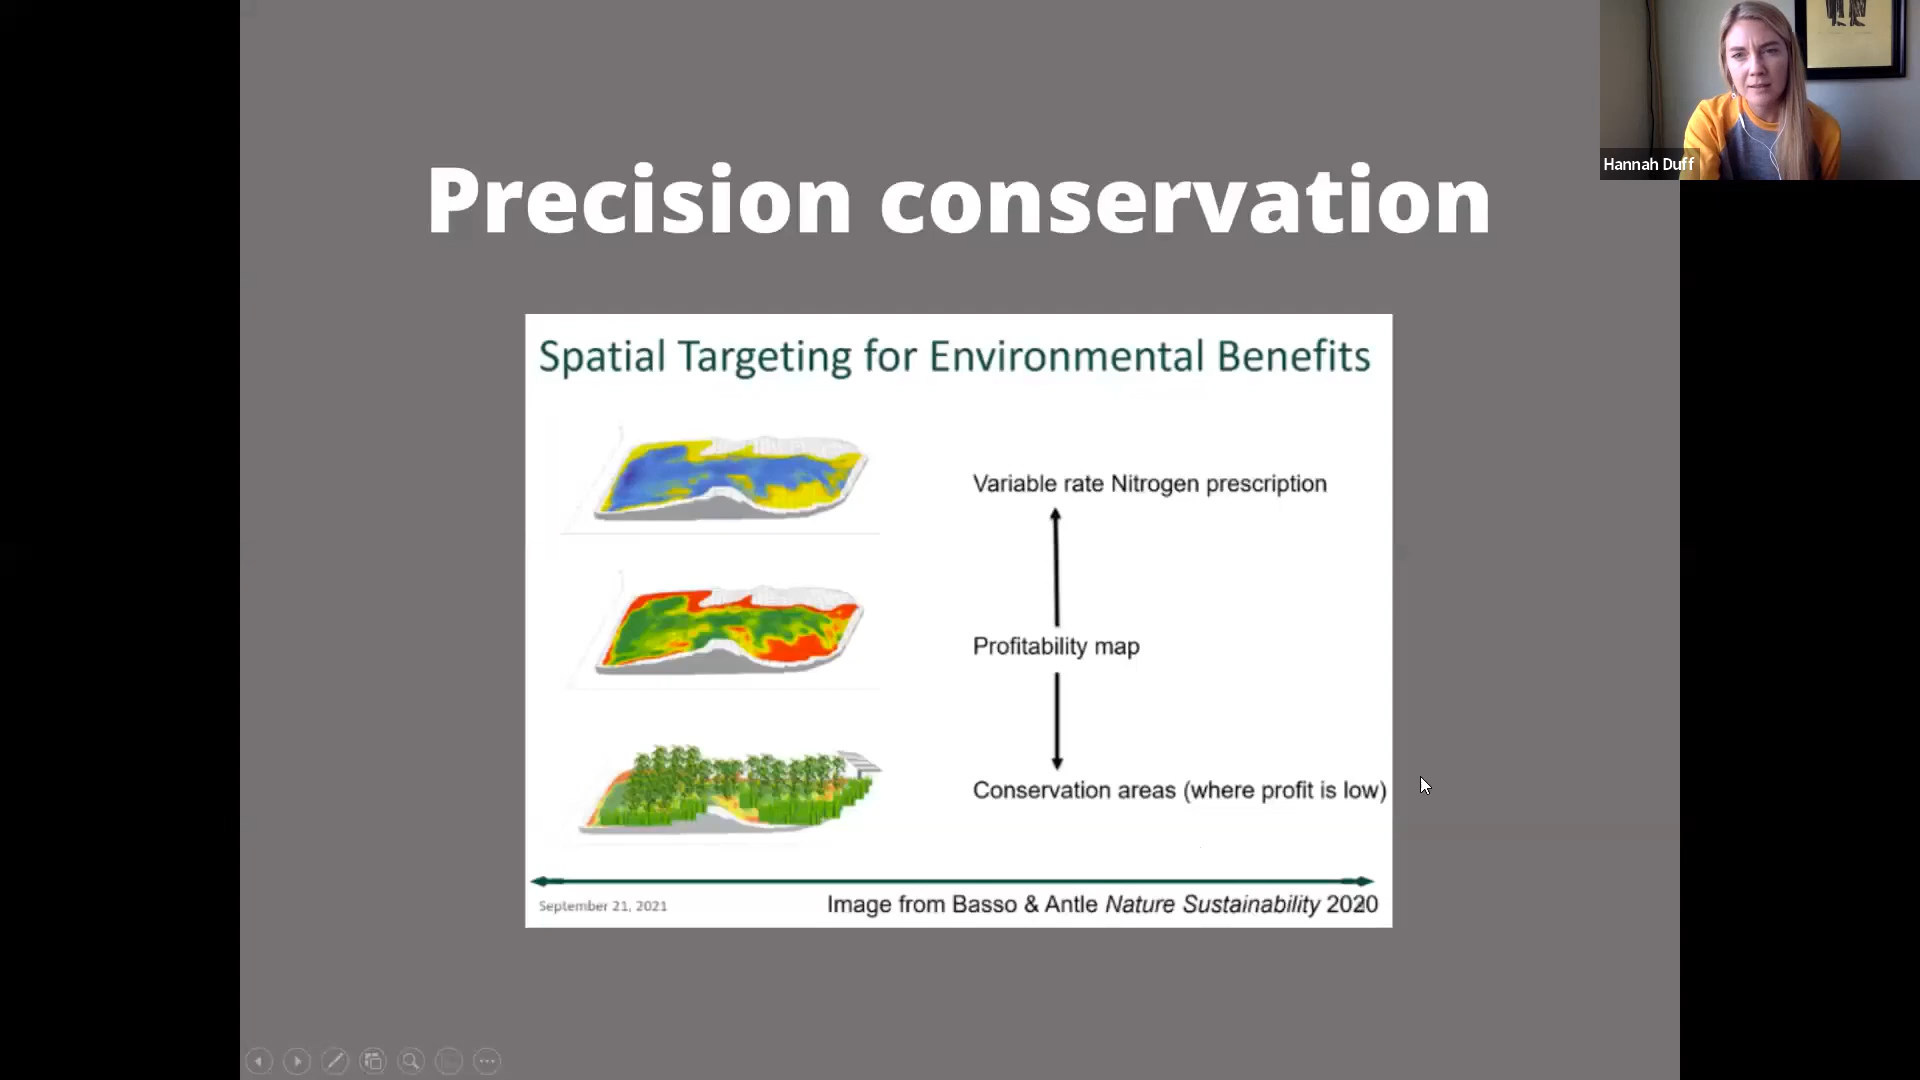 Hannah Duff
Precision conservation
Spatial Targeting for Environmental Benefits
Variable rate Nitrogen prescription
Profitability map
Conservation areas (where profit is low)
September 21, 2021
Image from Basso & Antle Nature Sustainability 2020